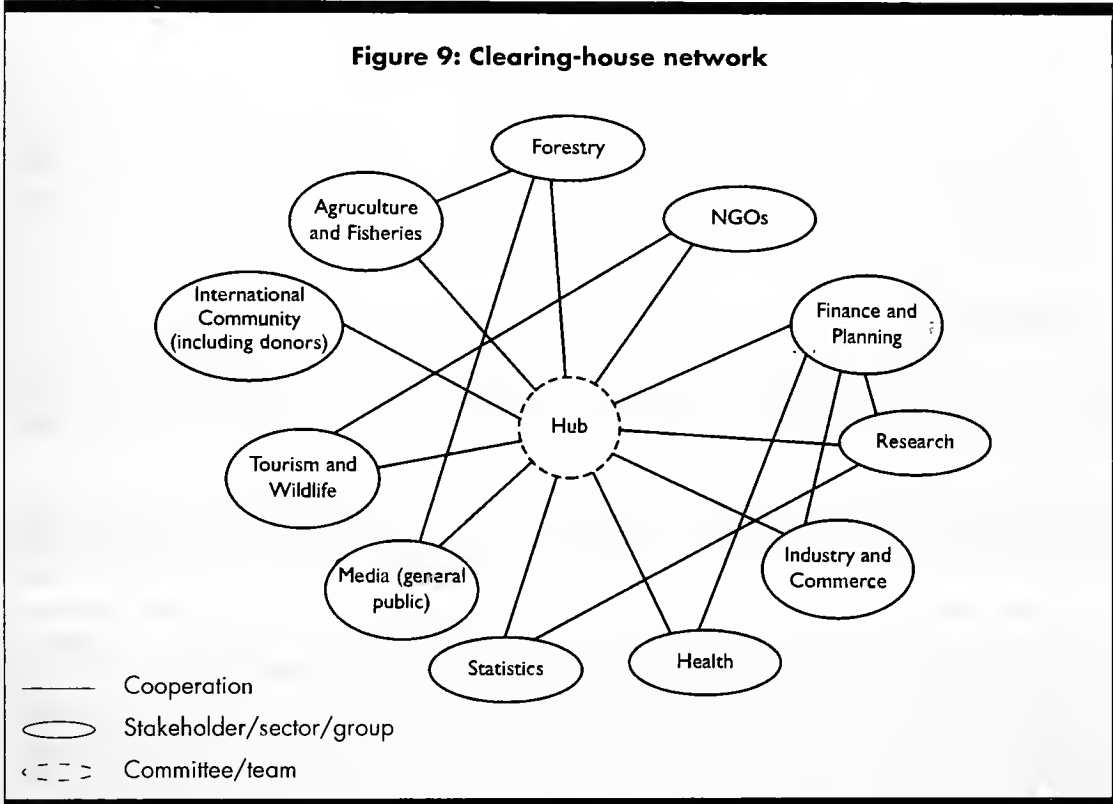 Figure 9: Clearing-house network
Forestry
Agruculture
and Fisheries
NGOs
International
Community
(including donors)
Finance and
Planning
Hub
Research
Tourism and
Wildlife
Industry and
Commerce
Media (general
public)
Statistics
Health
Cooperation
Stakeholder/sector/group
Committee/team